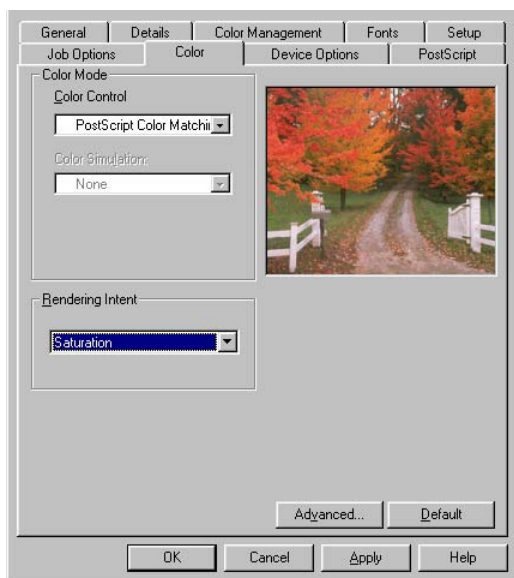 General Details Color Management Fonts Setup
Job Options Color Device Options PostScript
Color Mode
Color Control
PostScript Color Matchi
Color Simulation:
None
Rendering Intent
Saturation
Advanced... Default
OK Cancel Apply Help